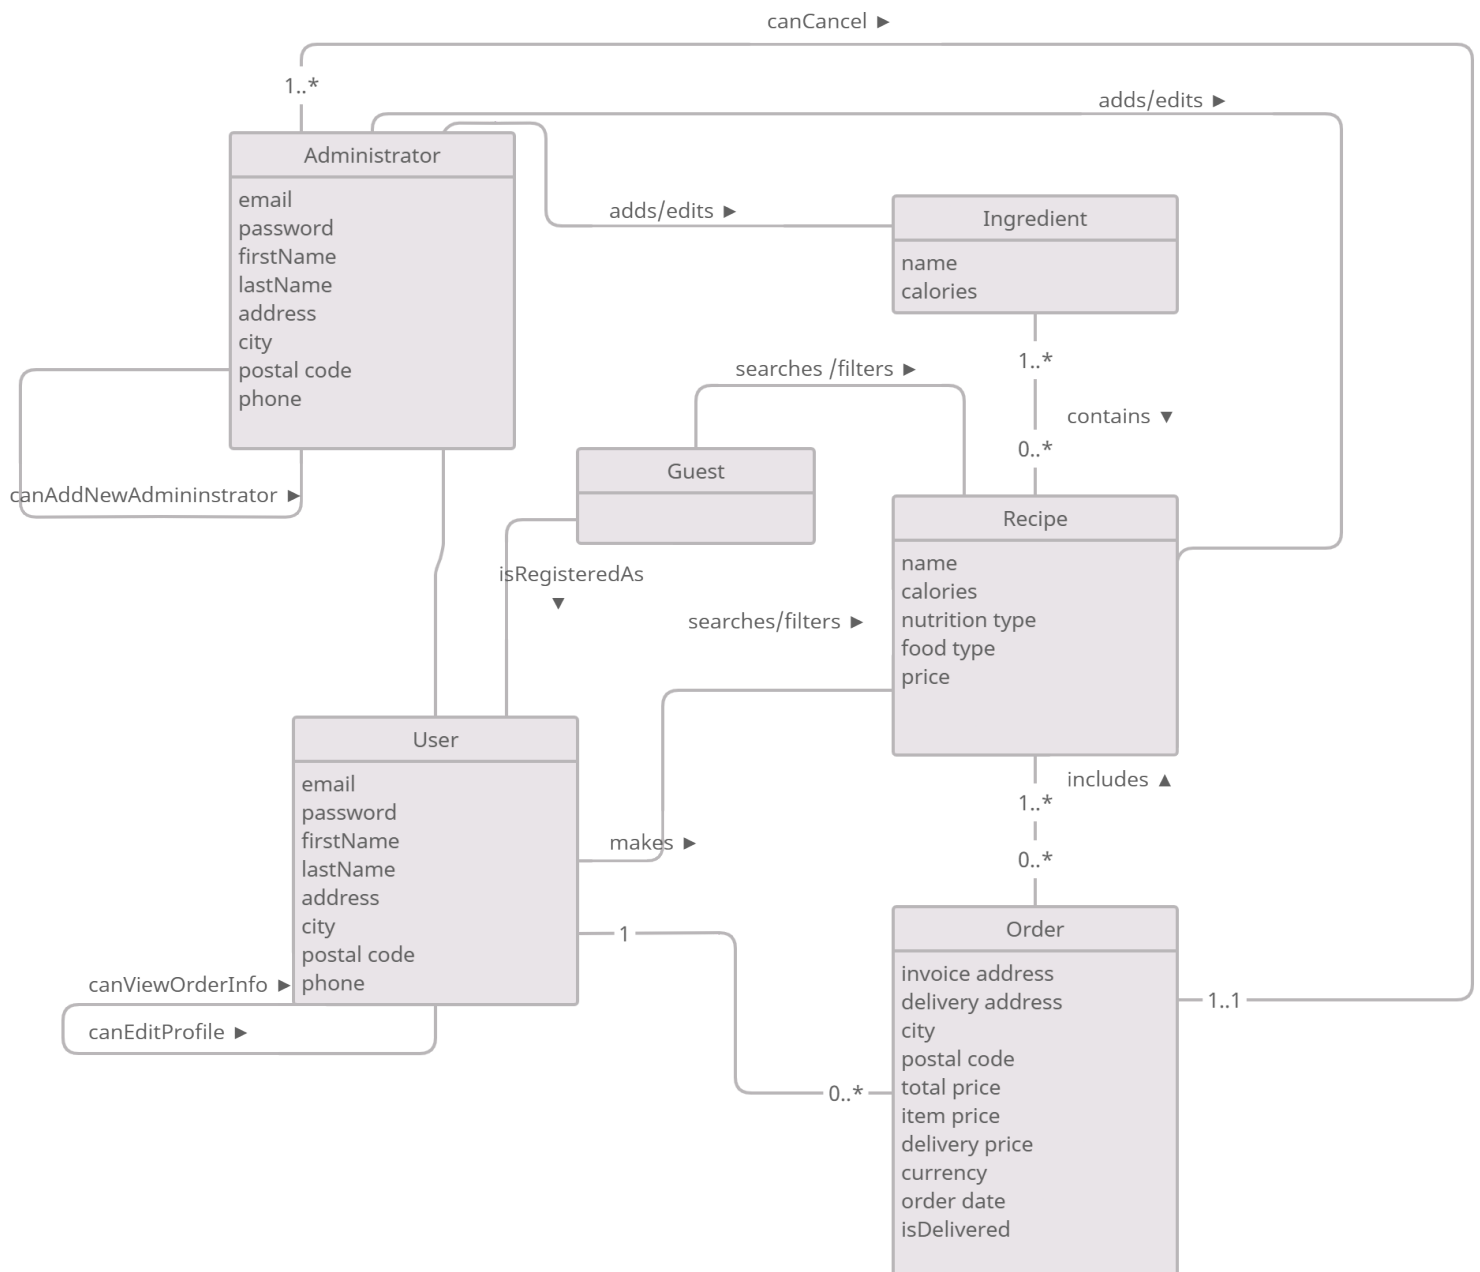 canCancel ►
1..*
adds/edits ►
Administrator
email
password
firstName
lastName
address
city
postal code
phone
adds/edits ►
Ingredient
name
calories
1..*
contains ▼
0..*
searches /filters ►
canAddNewAdmininstrator ►
Guest
isRegisteredAs
▼
searches/filters ►
Recipe
name
calories
nutrition type
food type
price
includes ▲
1..*
0..*
User
email
password
firstName
lastName
address
city
postal code
phone
makes ►
1
0..*
canViewOrderInfo ►
canEditProfile ►
Order
invoice address
delivery address
city
postal code
total price
item price
delivery price
currency
order date
isDelivered
1..1